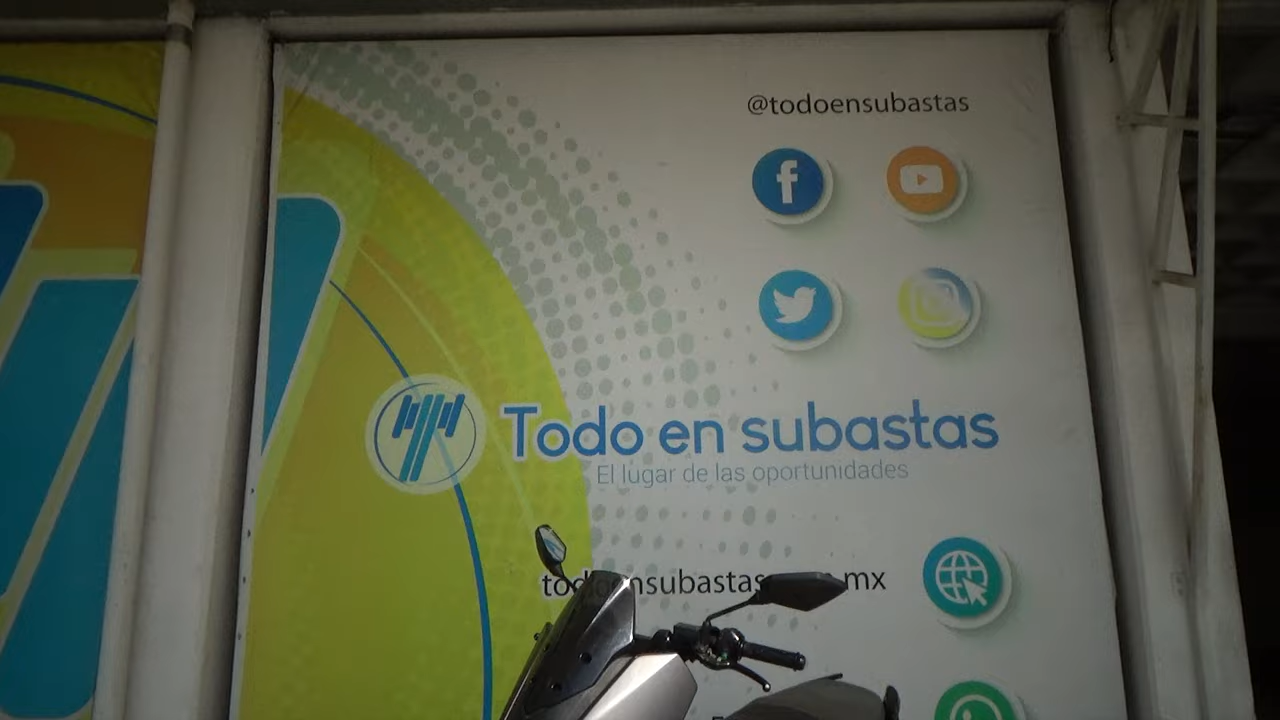 @todoensubastas
Todo en subastas
El lugar de las oportunidades